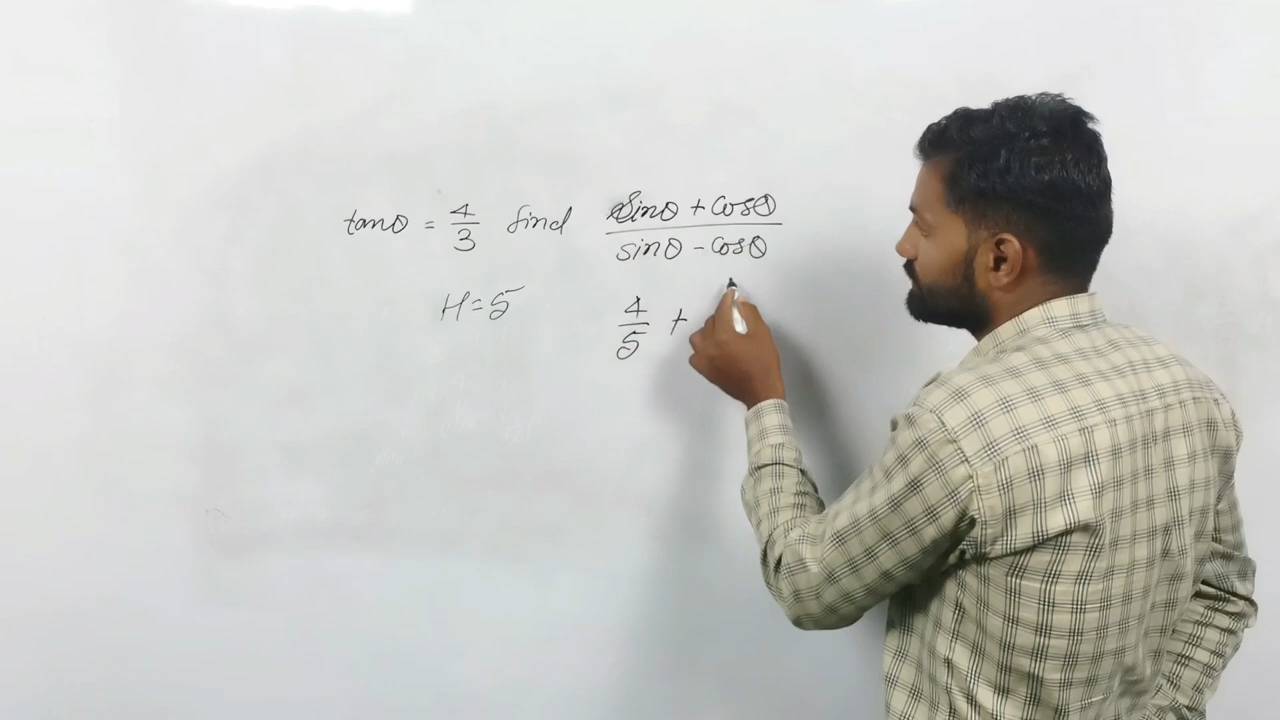 tanθ = 4/3 find sinθ + cosθ / sinθ - cosθ
H = 5 4/5 +